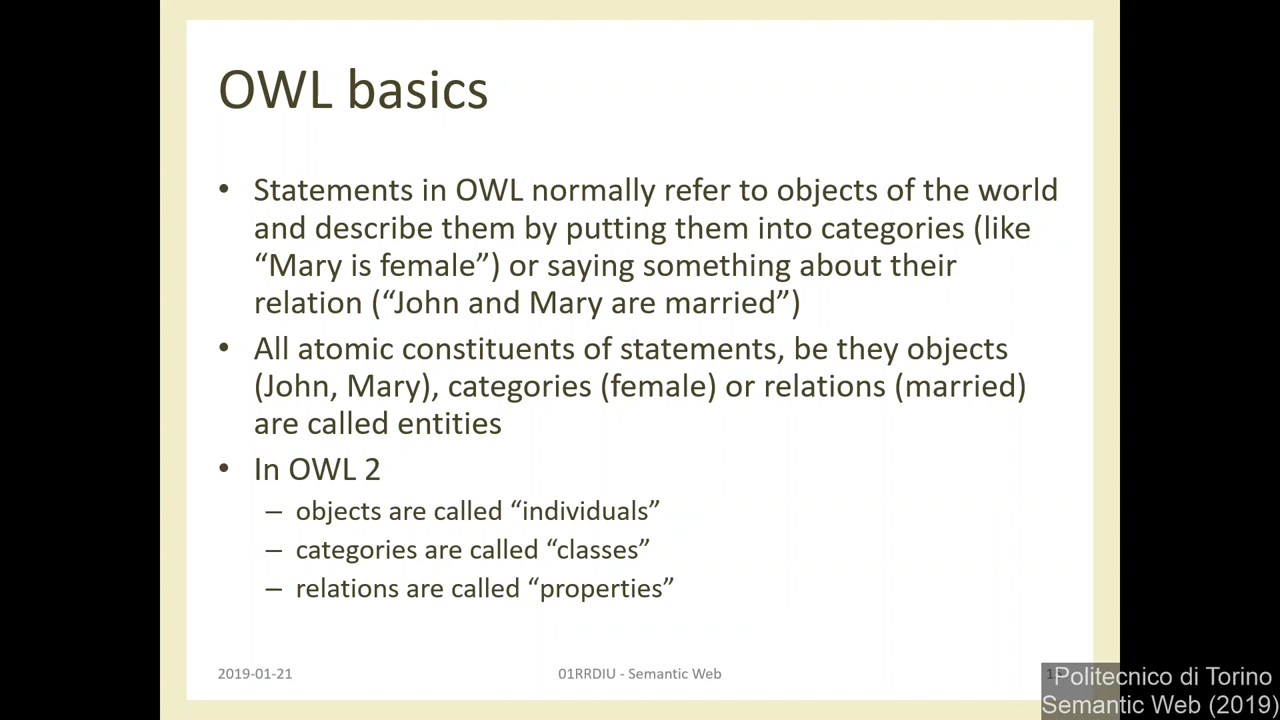 OWL basics
• Statements in OWL normally refer to objects of the world
and describe them by putting them into categories (like
“Mary is female”) or saying something about their
relation (“John and Mary are married”)
• All atomic constituents of statements, be they objects
(John, Mary), categories (female) or relations (married)
are called entities
• In OWL 2
– objects are called “individuals”
– categories are called “classes”
– relations are called “properties”
2019-01-21
01RRDIU - Semantic Web
Politecnico di Torino
Semantic Web (2019)